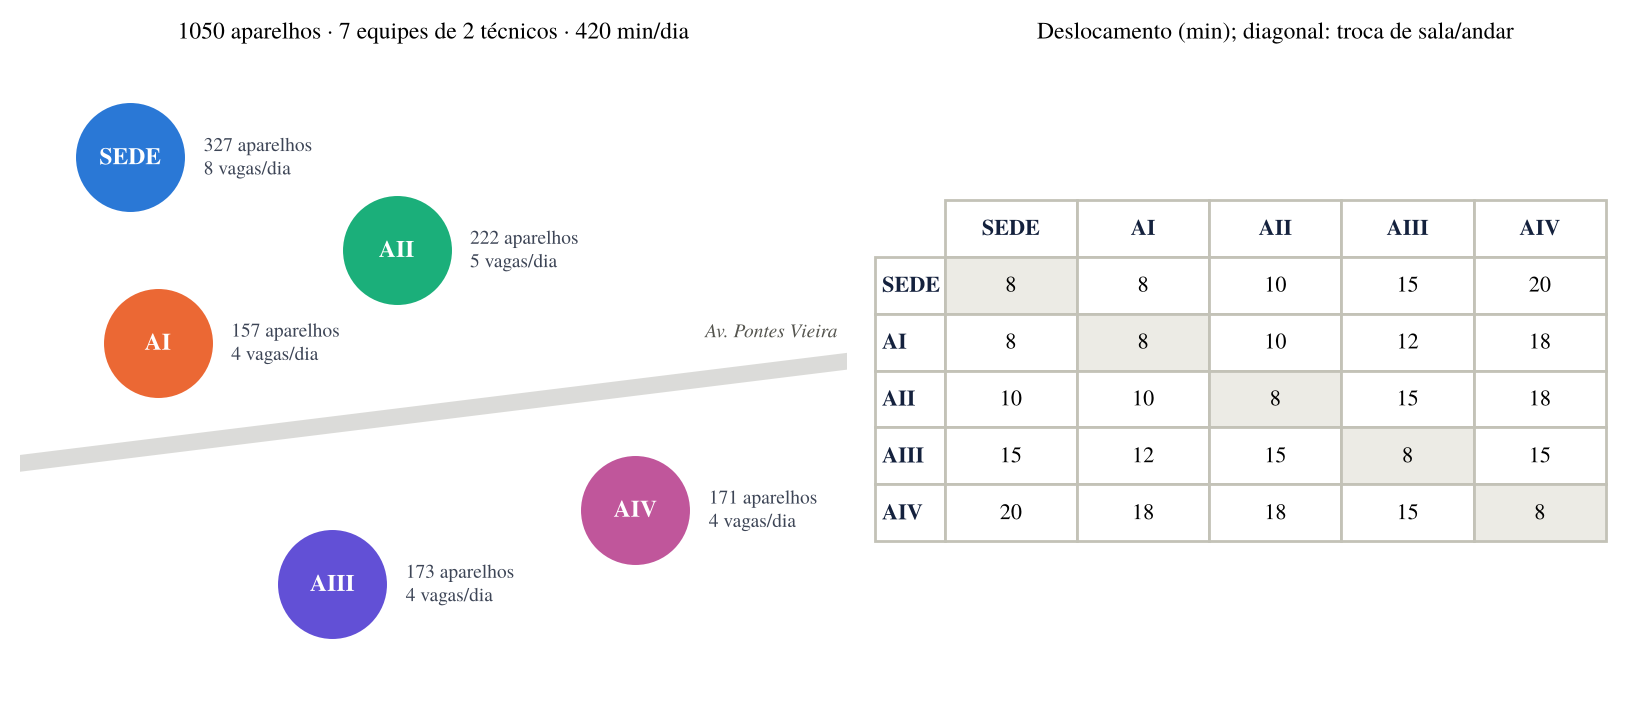 1050 aparelhos · 7 equipes de 2 técnicos · 420 min/dia
SEDE
327 aparelhos
8 vagas/dia
AII
222 aparelhos
5 vagas/dia
AI
157 aparelhos
4 vagas/dia
Av. Pontes Vieira
AIV
171 aparelhos
4 vagas/dia
AIII
173 aparelhos
4 vagas/dia
Deslocamento (min); diagonal: troca de sala/andar
SEDE AI AII AIII AIV
SEDE 8 8 10 15 20
AI 8 8 10 12 18
AII 10 10 8 15 18
AIII 15 12 15 8 15
AIV 20 18 18 15 8